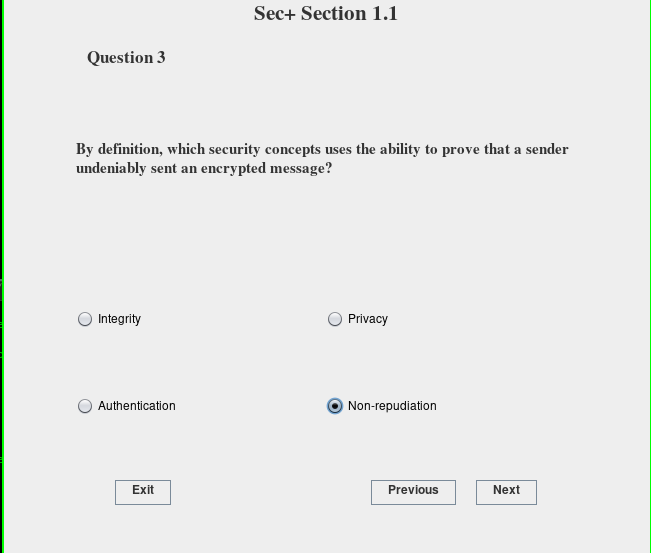 Sec+ Section 1.1
Question 3
By definition, which security concepts uses the ability to prove that a sender
undeniably sent an encrypted message?
Integrity
Privacy
Authentication
Non-repudiation
Exit
Previous
Next